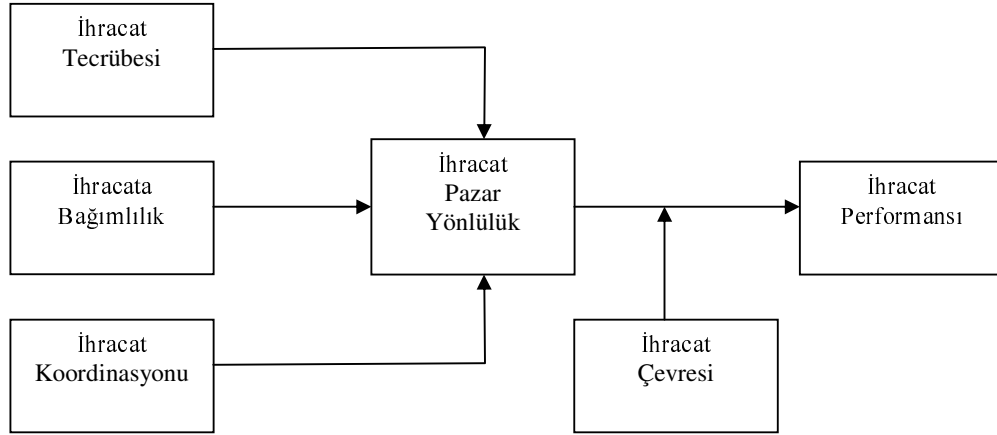 İhracat
Tecrübesi
İhracata
Bağımlılık
İhracat
Koordinasyonu
İhracat
Pazar
Yönlülük
İhracat
Çevresi
İhracat
Performansı